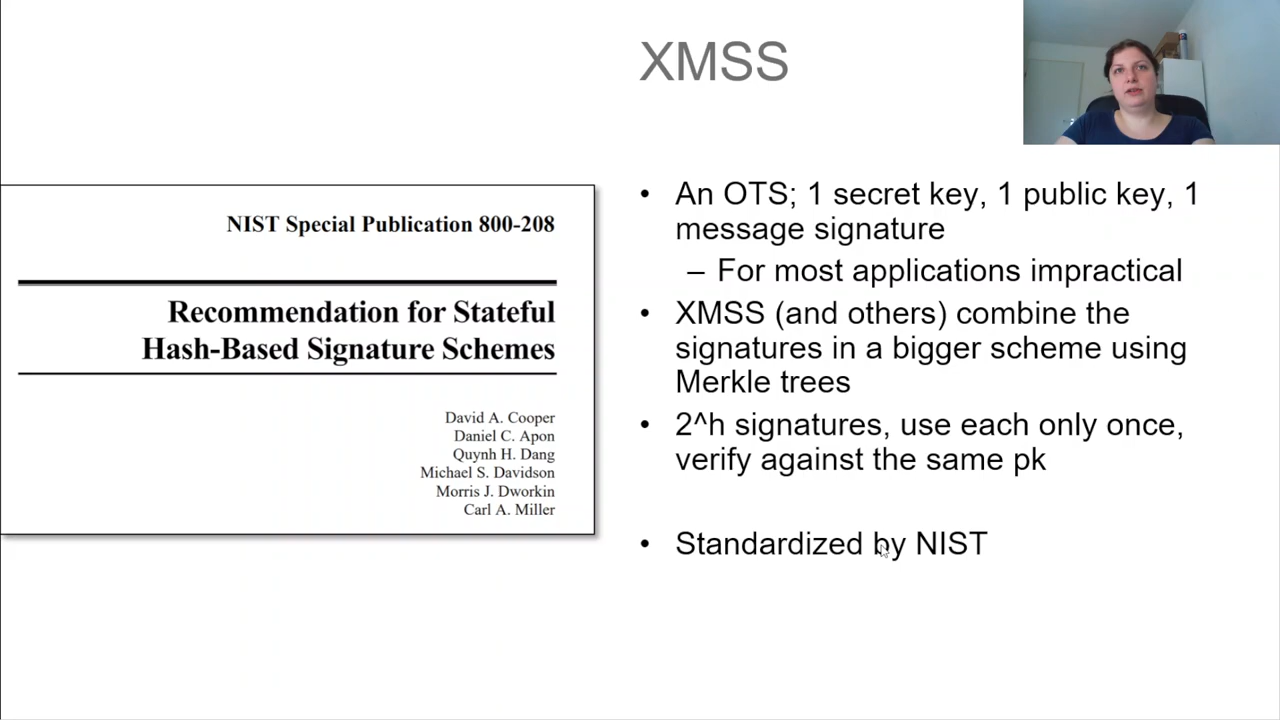 XMSS
NIST Special Publication 800-208
Recommendation for Stateful
Hash-Based Signature Schemes
David A. Cooper
Daniel C. Apon
Quynh H. Dang
Michael S. Davidson
Morris J. Dworkin
Carl A. Miller
• An OTS; 1 secret key, 1 public key, 1
message signature
– For most applications impractical
• XMSS (and others) combine the
signatures in a bigger scheme using
Merkle trees
• 2^h signatures, use each only once,
verify against the same pk
• Standardized by NIST